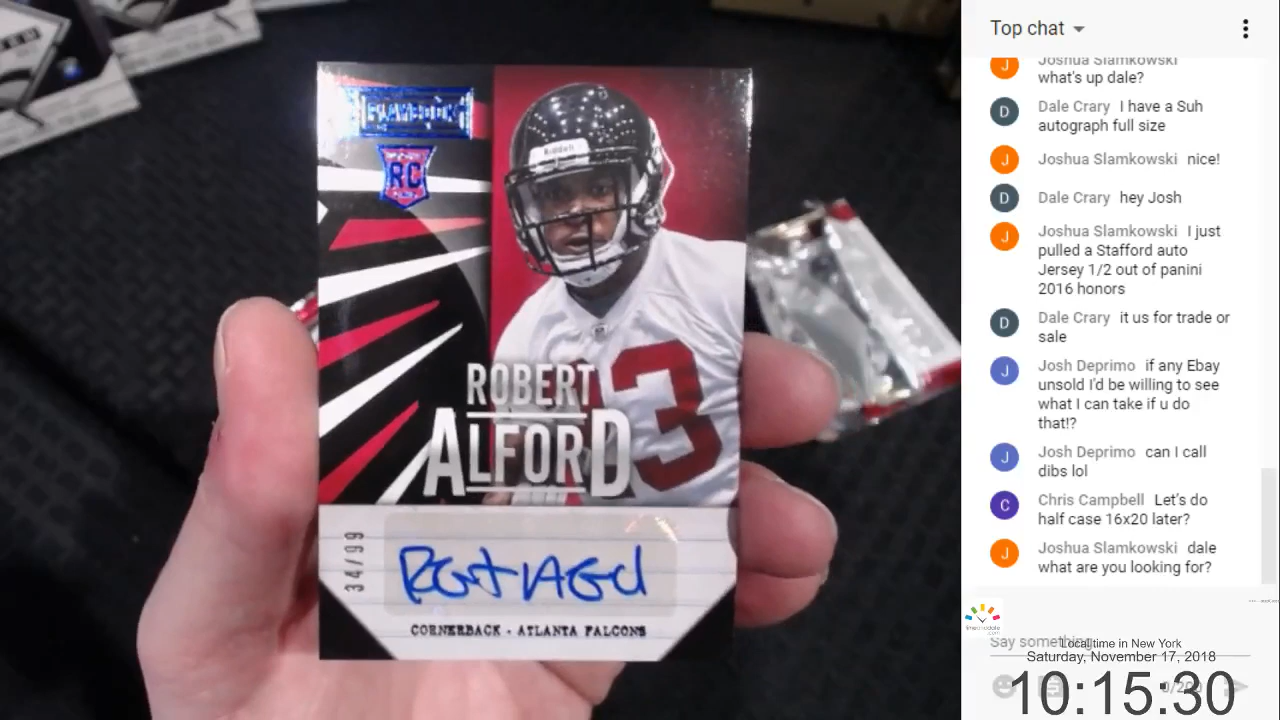 PLAYBOOK
RC
Riddell
ROBERT
ALFORD
34/99
CORNERBACK - ATLANTA FALCONS
Top chat
Joshua Slamkowski
what's up dale?
Dale Crary I have a Suh
autograph full size
Joshua Slamkowski nice!
Dale Crary hey Josh
Joshua Slamkowski I just
pulled a Stafford auto
Jersey 1/2 out of panini
2016 honors
Dale Crary it us for trade or
sale
Josh Deprimo if any Ebay
unsold I'd be willing to see
what I can take if u do
that!?
Josh Deprimo can I call
dibs lol
Chris Campbell Let's do
half case 16x20 later?
Joshua Slamkowski dale
what are you looking for?
Say something...
Local time in New York
Saturday, November 17, 2018
10:15:30